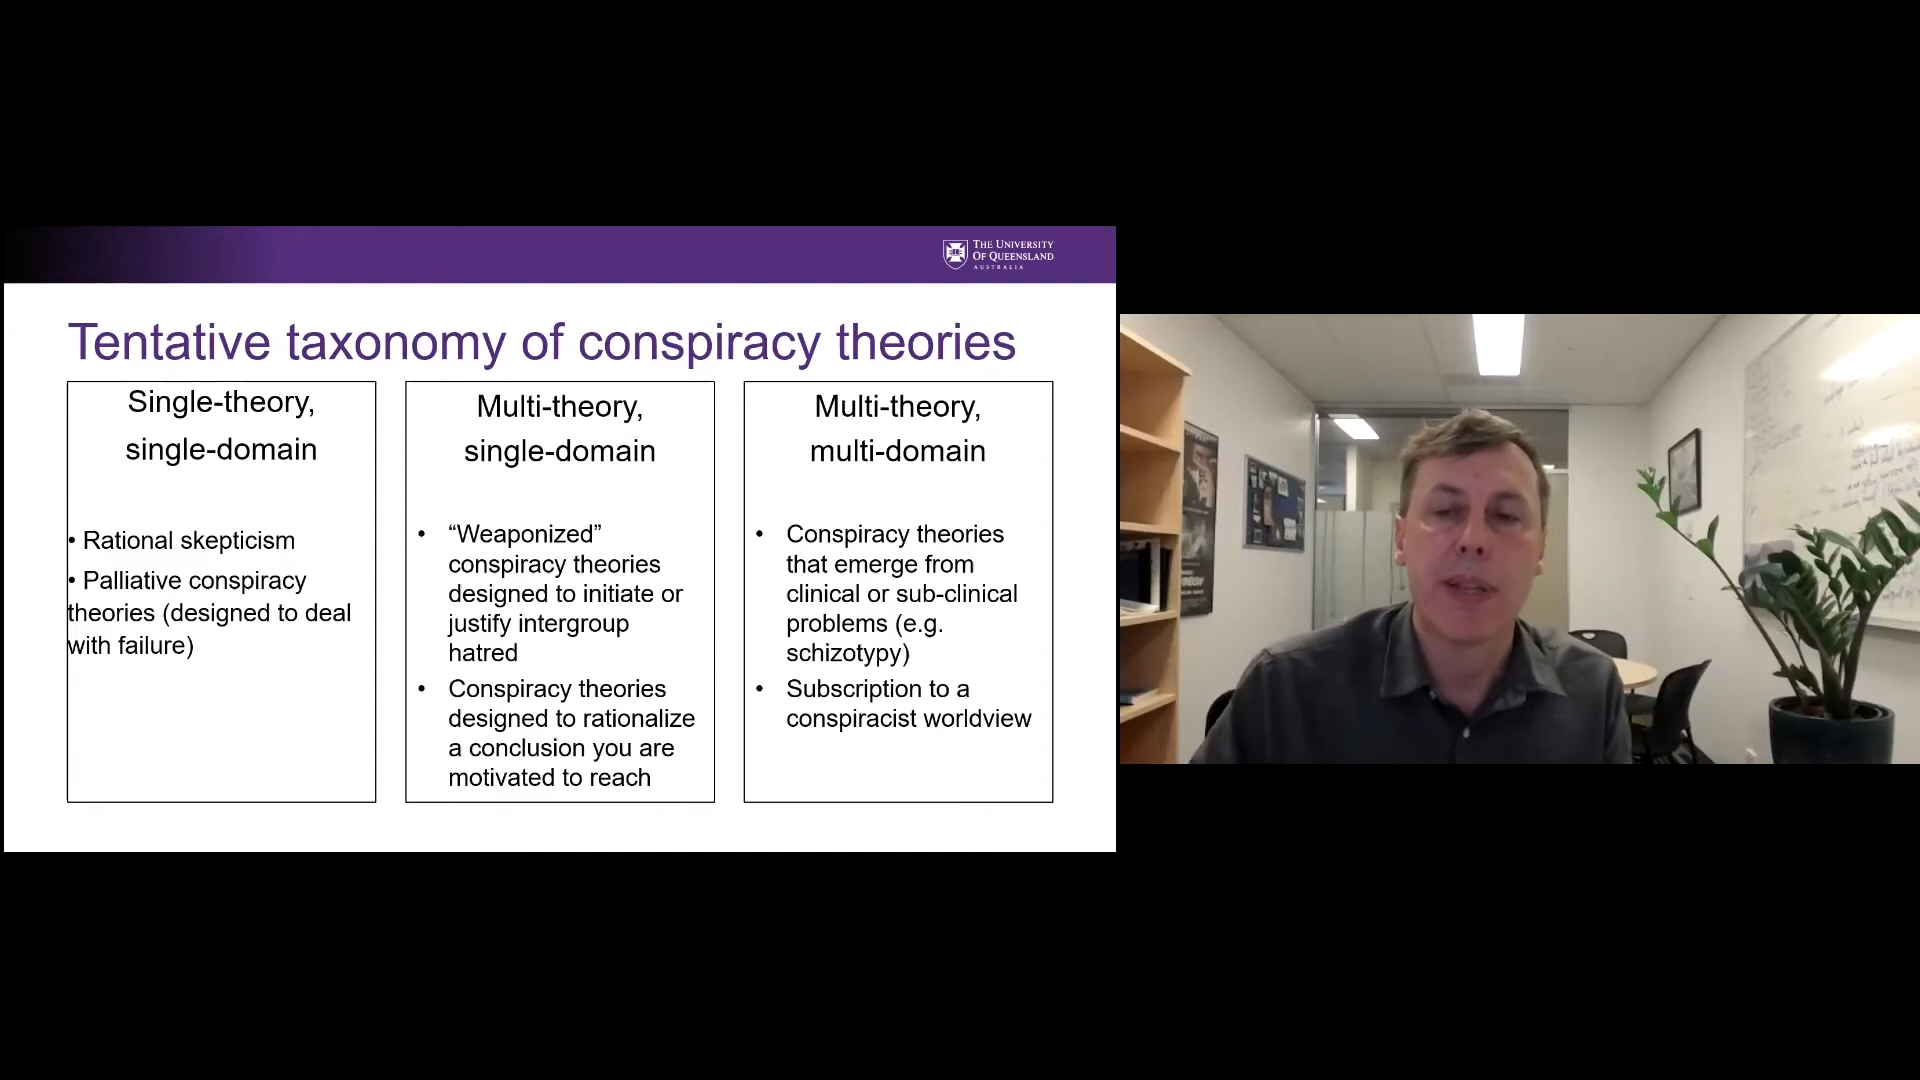 THE UNIVERSITY
OF QUEENSLAND
AUSTRALIA
Tentative taxonomy of conspiracy theories
Single-theory,
single-domain
• Rational skepticism
• Palliative conspiracy
theories (designed to deal
with failure)
Multi-theory,
single-domain
• “Weaponized”
conspiracy theories
designed to initiate or
justify intergroup
hatred
• Conspiracy theories
designed to rationalize
a conclusion you are
motivated to reach
Multi-theory,
multi-domain
• Conspiracy theories
that emerge from
clinical or sub-clinical
problems (e.g.
schizotypy)
• Subscription to a
conspiracist worldview